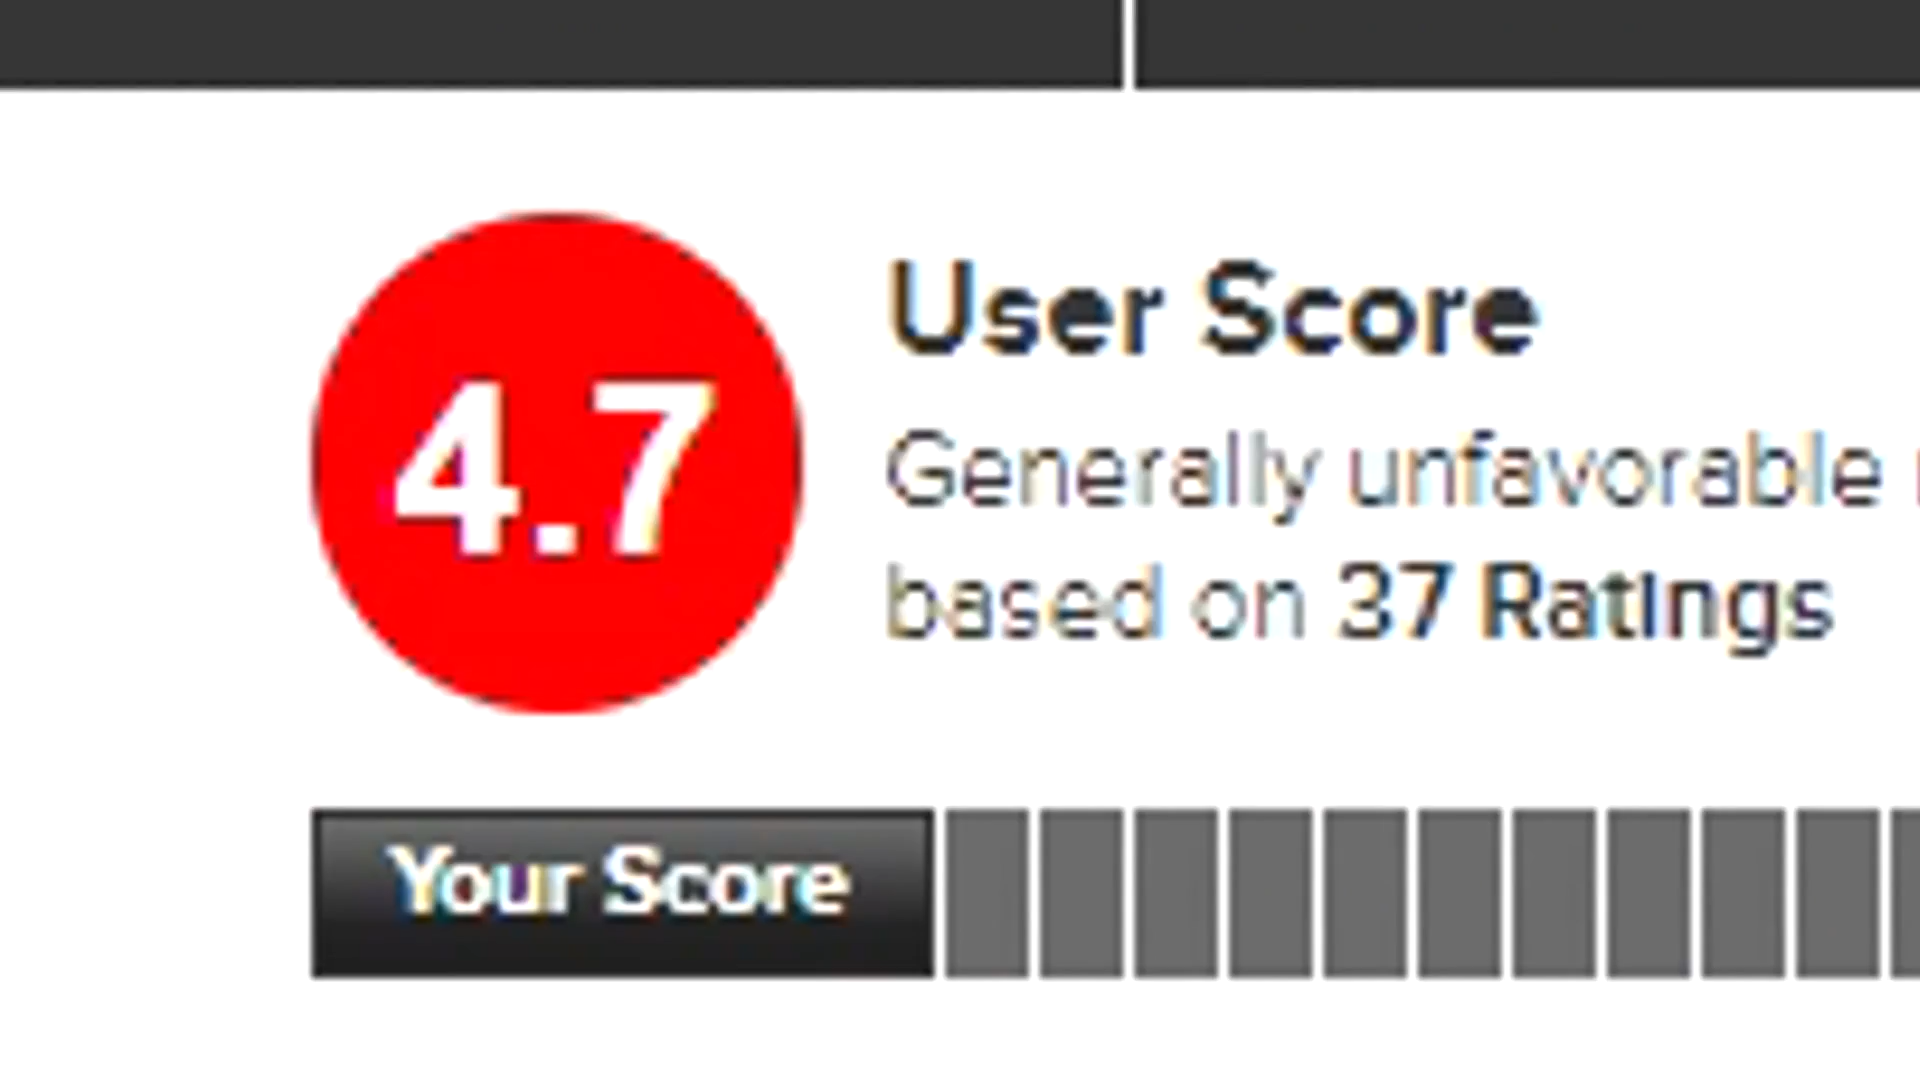 4.7
User Score
Generally unfavorable
based on 37 Ratings
Your Score